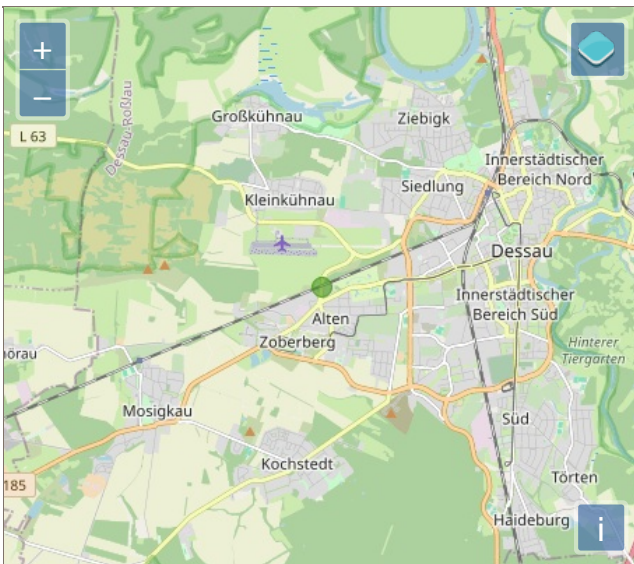 +
−
L 63
Dessau-Roßlau
Großkühnau
Ziebigk
Innerstädtischer
Bereich Nord
Siedlung
Kleinkühnau
Dessau
Innerstädtischer
Bereich Süd
Alten
Zoberberg
Hinterer
Tiergarten
Mosigkau
Süd
Kochstedt
185
Törten
Haideburg
i